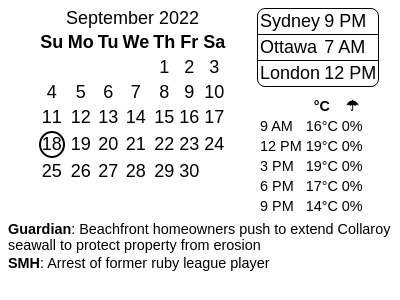 September 2022
Su Mo Tu We Th Fr Sa
1 2 3
4 5 6 7 8 9 10
11 12 13 14 15 16 17
18 19 20 21 22 23 24
25 26 27 28 29 30
Sydney 9 PM
Ottawa 7 AM
London 12 PM
°C ☂
9 AM 16°C 0%
12 PM 19°C 0%
3 PM 19°C 0%
6 PM 17°C 0%
9 PM 14°C 0%
Guardian: Beachfront homeowners push to extend Collaroy
seawall to protect property from erosion
SMH: Arrest of former ruby league player